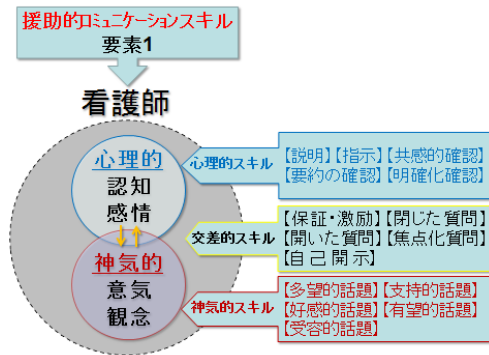 援助的ロミュニケーションスキル
要素1
看護師
心理的
認知
感情
神気的
意気
観念
心理的スキル
【説明】【指示】【共感的確認】
【要約の確認】【明確化確認】
交差的スキル
【保証・激励】【閉じた質問】
【開いた質問】【焦点化質問】
【自己開示】
神気的スキル
【多望的話題】【支持的話題】
【好感的話題】【有望的話題】
【受容的話題】